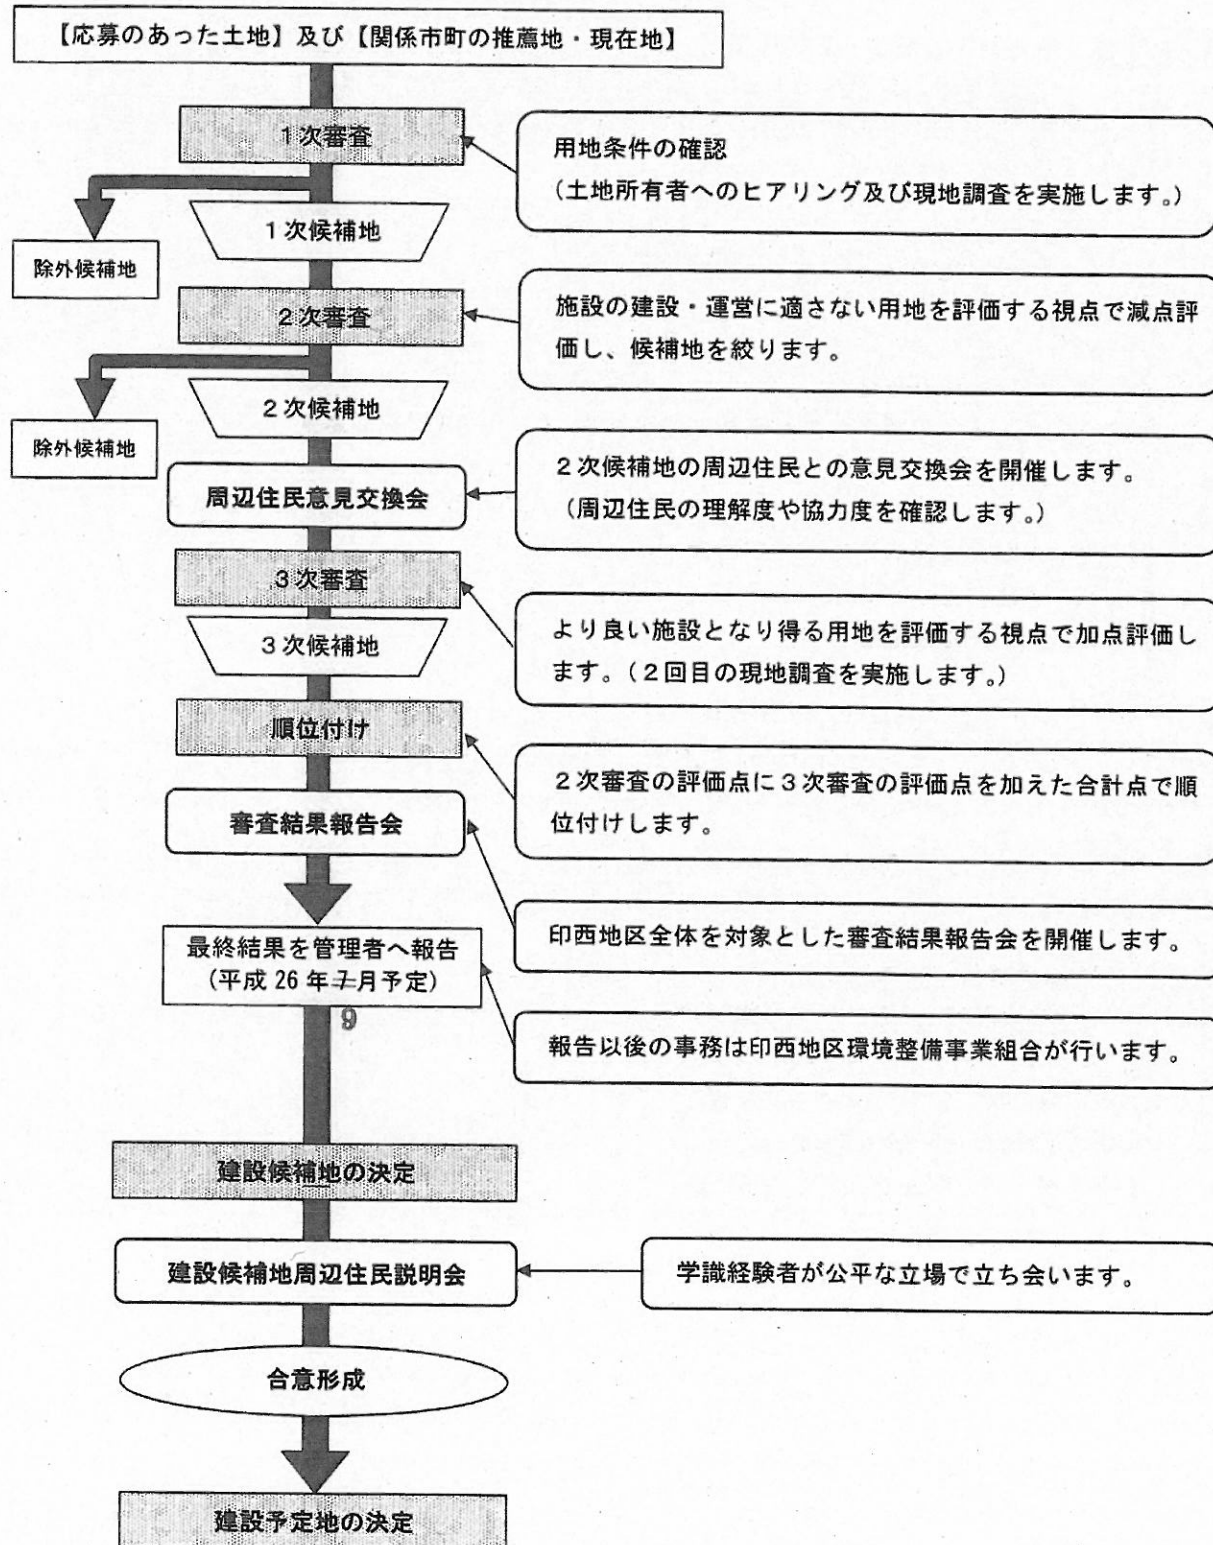 【応募のあった土地】及び【関係市町の推薦地・現在地】
1次審査
用地条件の確認
(土地所有者へのヒアリング及び現地調査を実施します。)
1次候補地
除外候補地
2次審査
施設の建設・運営に適さない用地を評価する視点で減点評
価し、候補地を絞ります。
2次候補地
除外候補地
周辺住民意見交換会
2次候補地の周辺住民との意見交換会を開催します。
(周辺住民の理解度や協力度を確認します。)
3次審査
3次候補地
より良い施設となり得る用地を評価する視点で加点評価し
ます。(2回目の現地調査を実施します。)
順位付け
2次審査の評価点に3次審査の評価点を加えた合計点で順
位付けします。
審査結果報告会
印西地区全体を対象とした審査結果報告会を開催します。
最終結果を管理者へ報告
(平成26年7月予定)
9
報告以後の事務は印西地区環境整備事業組合が行います。
建設候補地の決定
建設候補地周辺住民説明会
学識経験者が公平な立場で立ち会います。
合意形成
建設予定地の決定